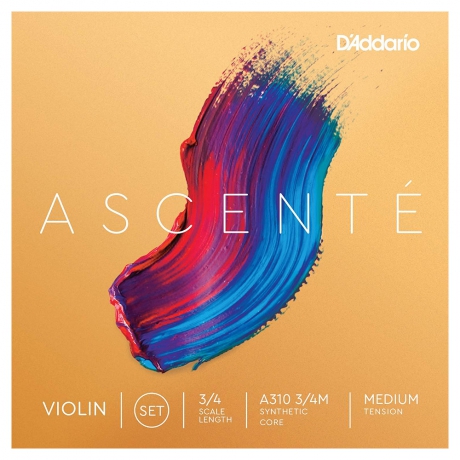 D'Addario
ASCENTÉ
VIOLIN
SET
3/4
SCALE
LENGTH
A310 3/4M
SYNTHETIC
CORE
MEDIUM
TENSION